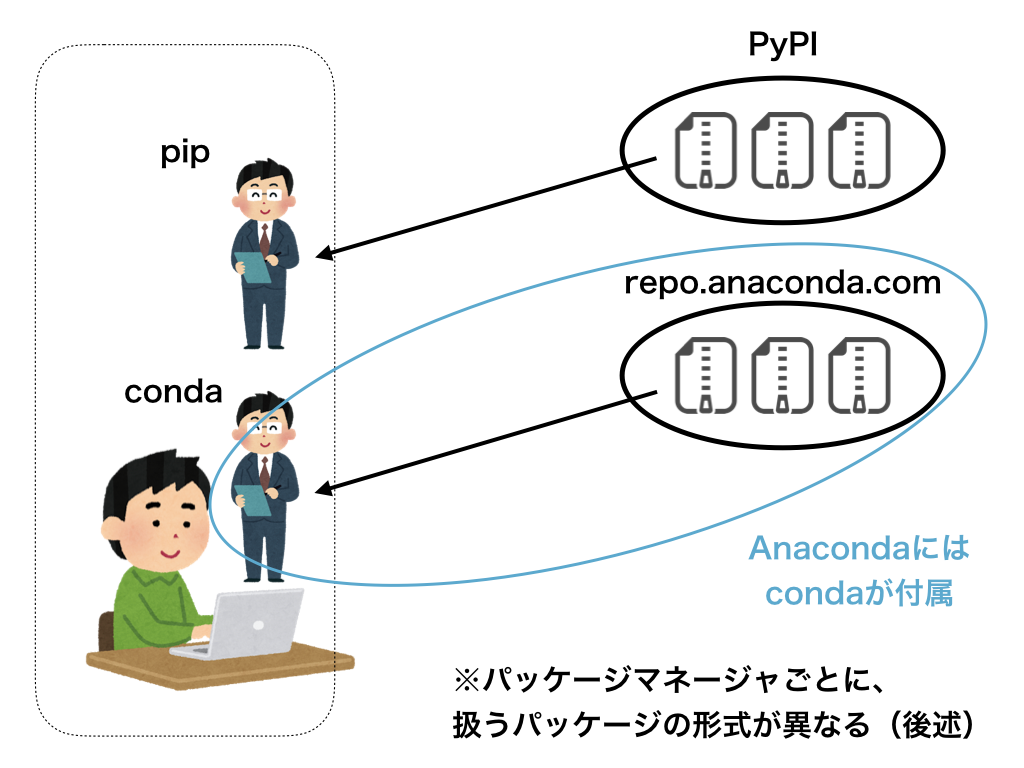 PyPI
pip
repo.anaconda.com
conda
Anacondaには
condaが付属
※パッケージマネージャごとに、
扱うパッケージの形式が異なる（後述）